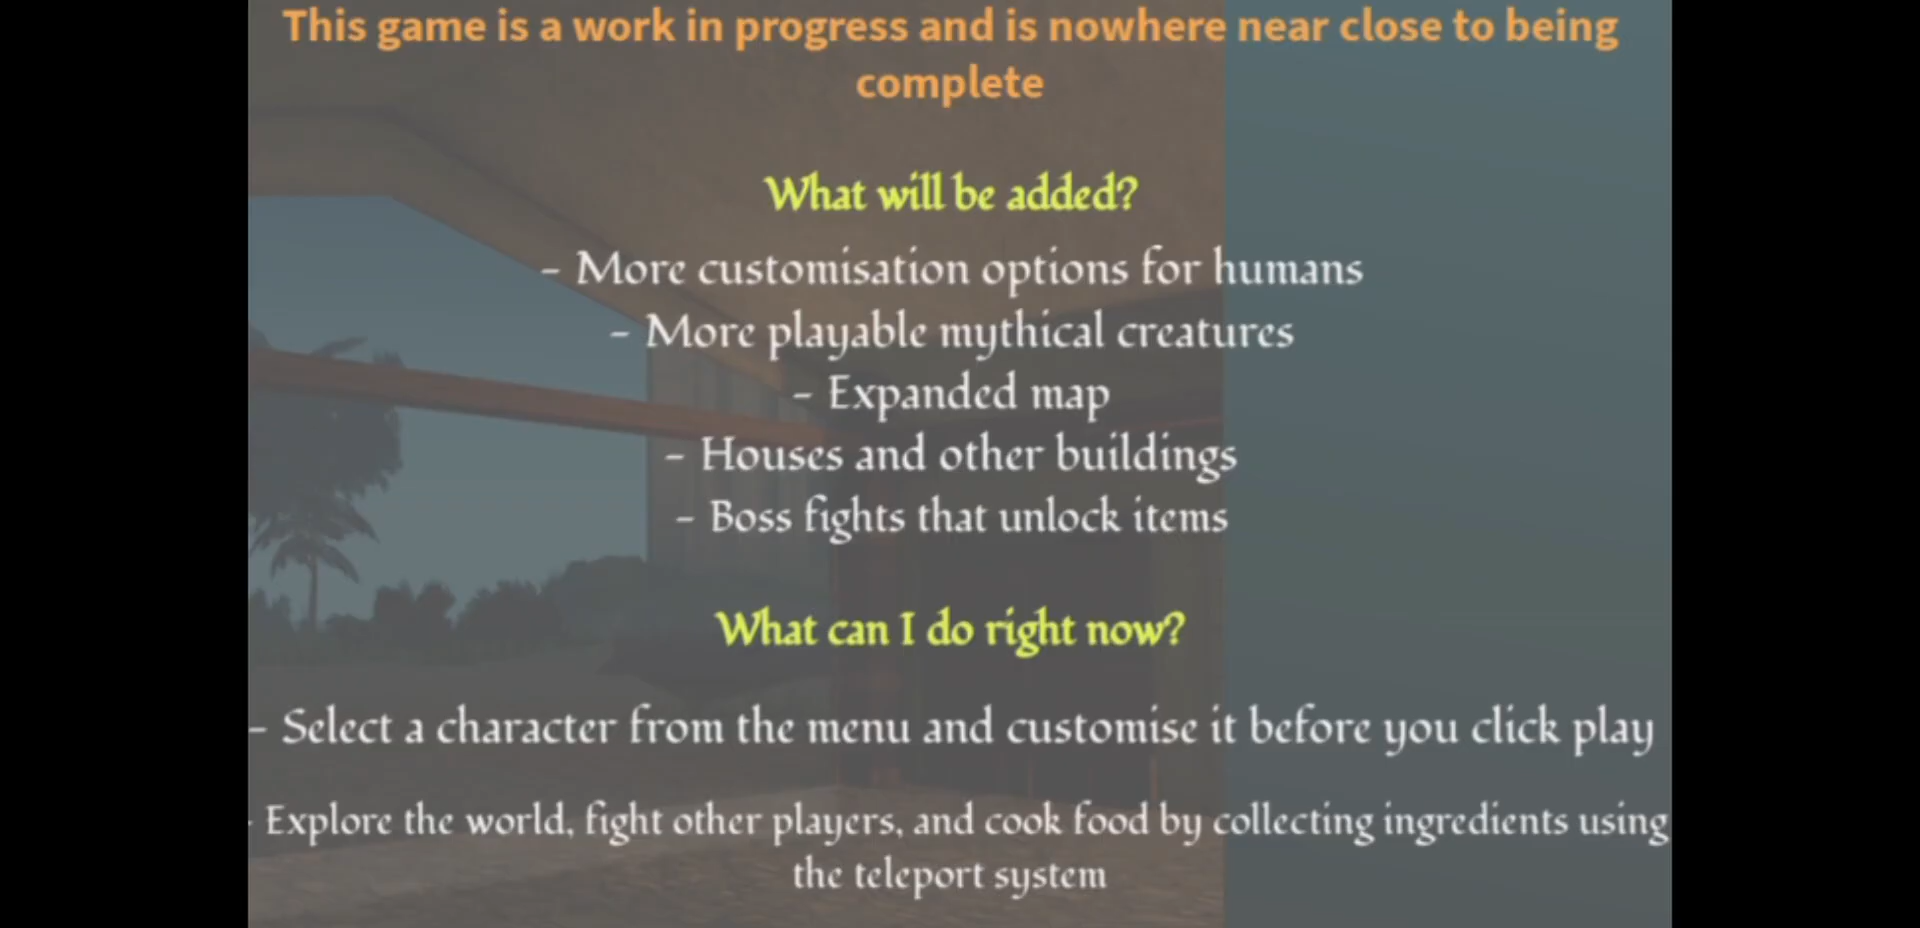 This game is a work in progress and is nowhere near close to being
complete
What will be added?
- More customisation options for humans
- More playable mythical creatures
- Expanded map
- Houses and other buildings
- Boss fights that unlock items
What can I do right now?
- Select a character from the menu and customise it before you click play
- Explore the world, fight other players, and cook food by collecting ingredients using
the teleport system